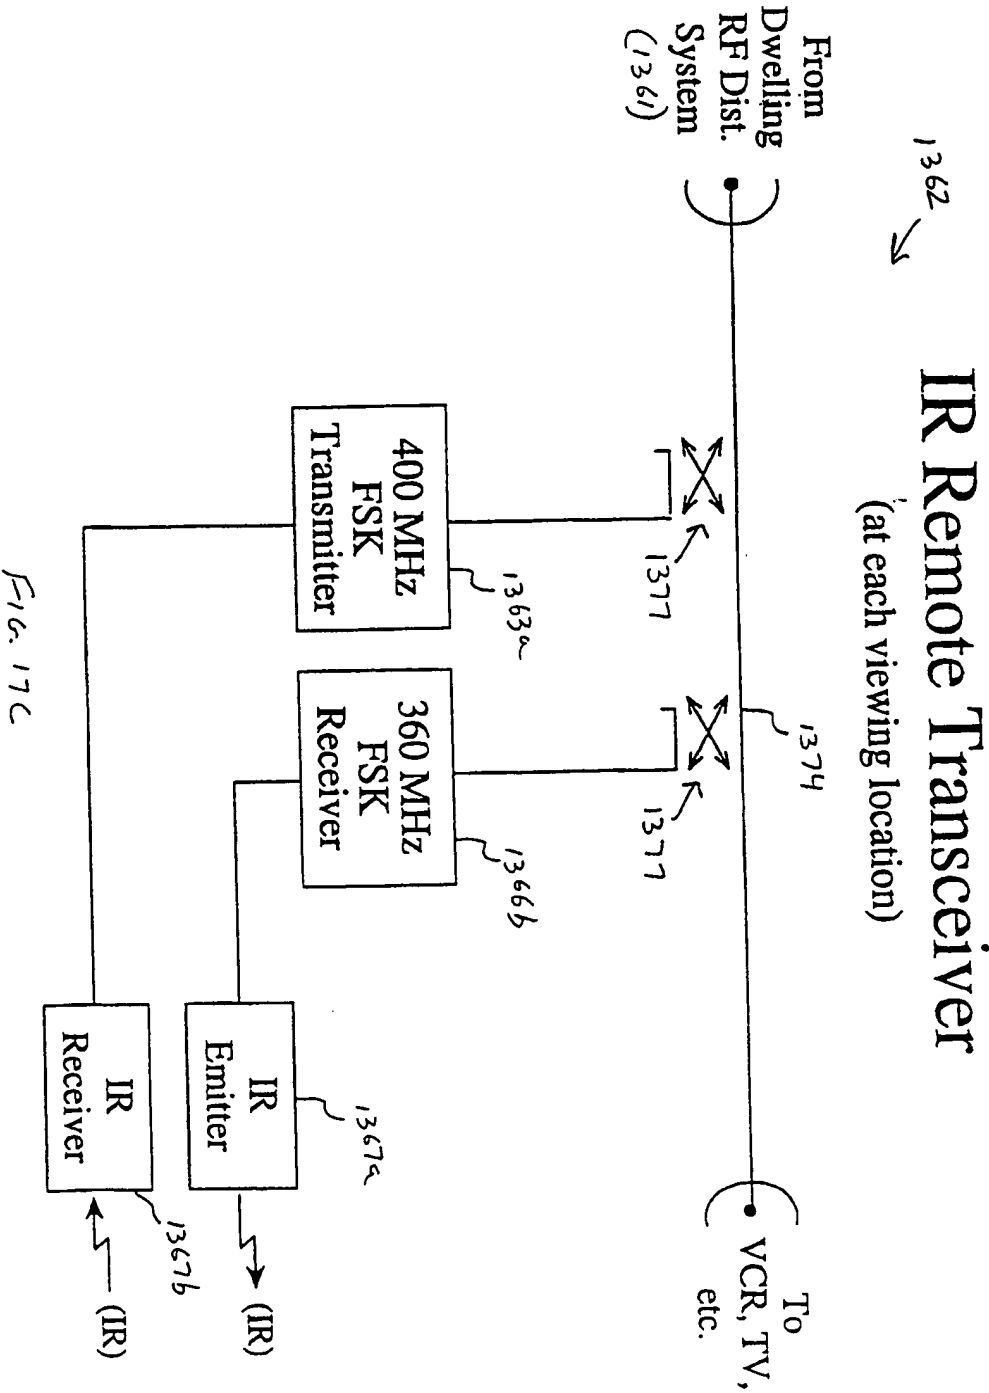 1362
IR Remote Transceiver
(at each viewing location)
From
Dwelling
RF Dist.
System
(1361)
1374
To
VCR, TV,
etc.
1377
1377
400 MHz
FSK
Transmitter
1363a
360 MHz
FSK
Receiver
1366b
IR
Emitter
1367a
(IR)
IR
Receiver
1367b
(IR)
FIG. 17C